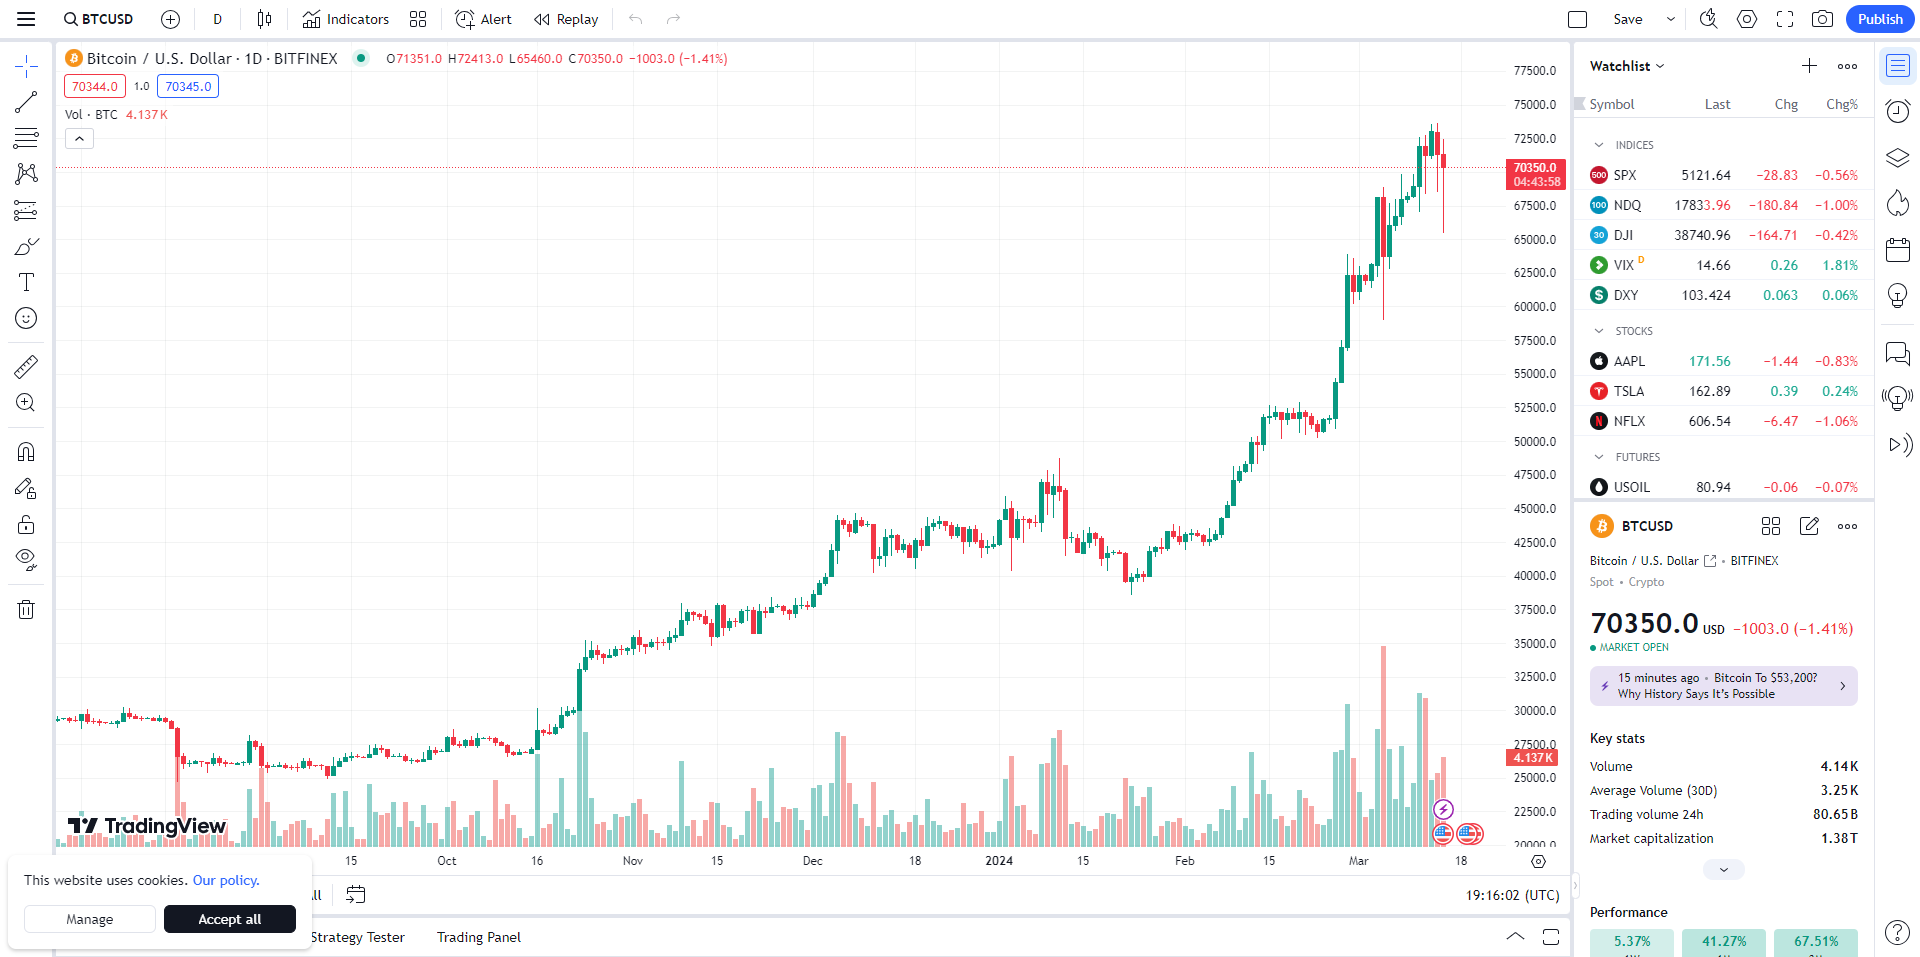 BTCUSD
D
Indicators
Alert
Replay
Save
Publish
Bitcoin / U.S. Dollar · 1D · BITFINEX
O71351.0 H72413.0 L65460.0 C70350.0 −1003.0 (−1.41%)
70344.0 1.0 70345.0
Vol · BTC 4.137K
77500.0
75000.0
72500.0
70350.0
04:43:58
67500.0
65000.0
62500.0
60000.0
57500.0
55000.0
52500.0
50000.0
47500.0
45000.0
42500.0
40000.0
37500.0
35000.0
32500.0
30000.0
27500.0
4.137K
25000.0
22500.0
20000.0
TradingView
15 Oct 16 Nov 15 Dec 18 2024 15 Feb 15 Mar 18
19:16:02 (UTC)
This website uses cookies. Our policy.
Manage
Accept all
Strategy Tester
Trading Panel
Watchlist
Symbol Last Chg Chg%
INDICES
500 SPX 5121.64 −28.83 −0.56%
100 NDQ 17833.96 −180.84 −1.00%
30 DJI 38740.96 −164.71 −0.42%
VIX D 14.66 0.26 1.81%
$ DXY 103.424 0.063 0.06%
STOCKS
AAPL 171.56 −1.44 −0.83%
TSLA 162.89 0.39 0.24%
N NFLX 606.54 −6.47 −1.06%
FUTURES
USOIL 80.94 −0.06 −0.07%
BTCUSD
Bitcoin / U.S. Dollar • BITFINEX
Spot • Crypto
70350.0 USD −1003.0 (−1.41%)
MARKET OPEN
15 minutes ago • Bitcoin To $53,200?
Why History Says It's Possible
Key stats
Volume 4.14K
Average Volume (30D) 3.25K
Trading volume 24h 80.65B
Market capitalization 1.38T
Performance
5.37% 41.27% 67.51%